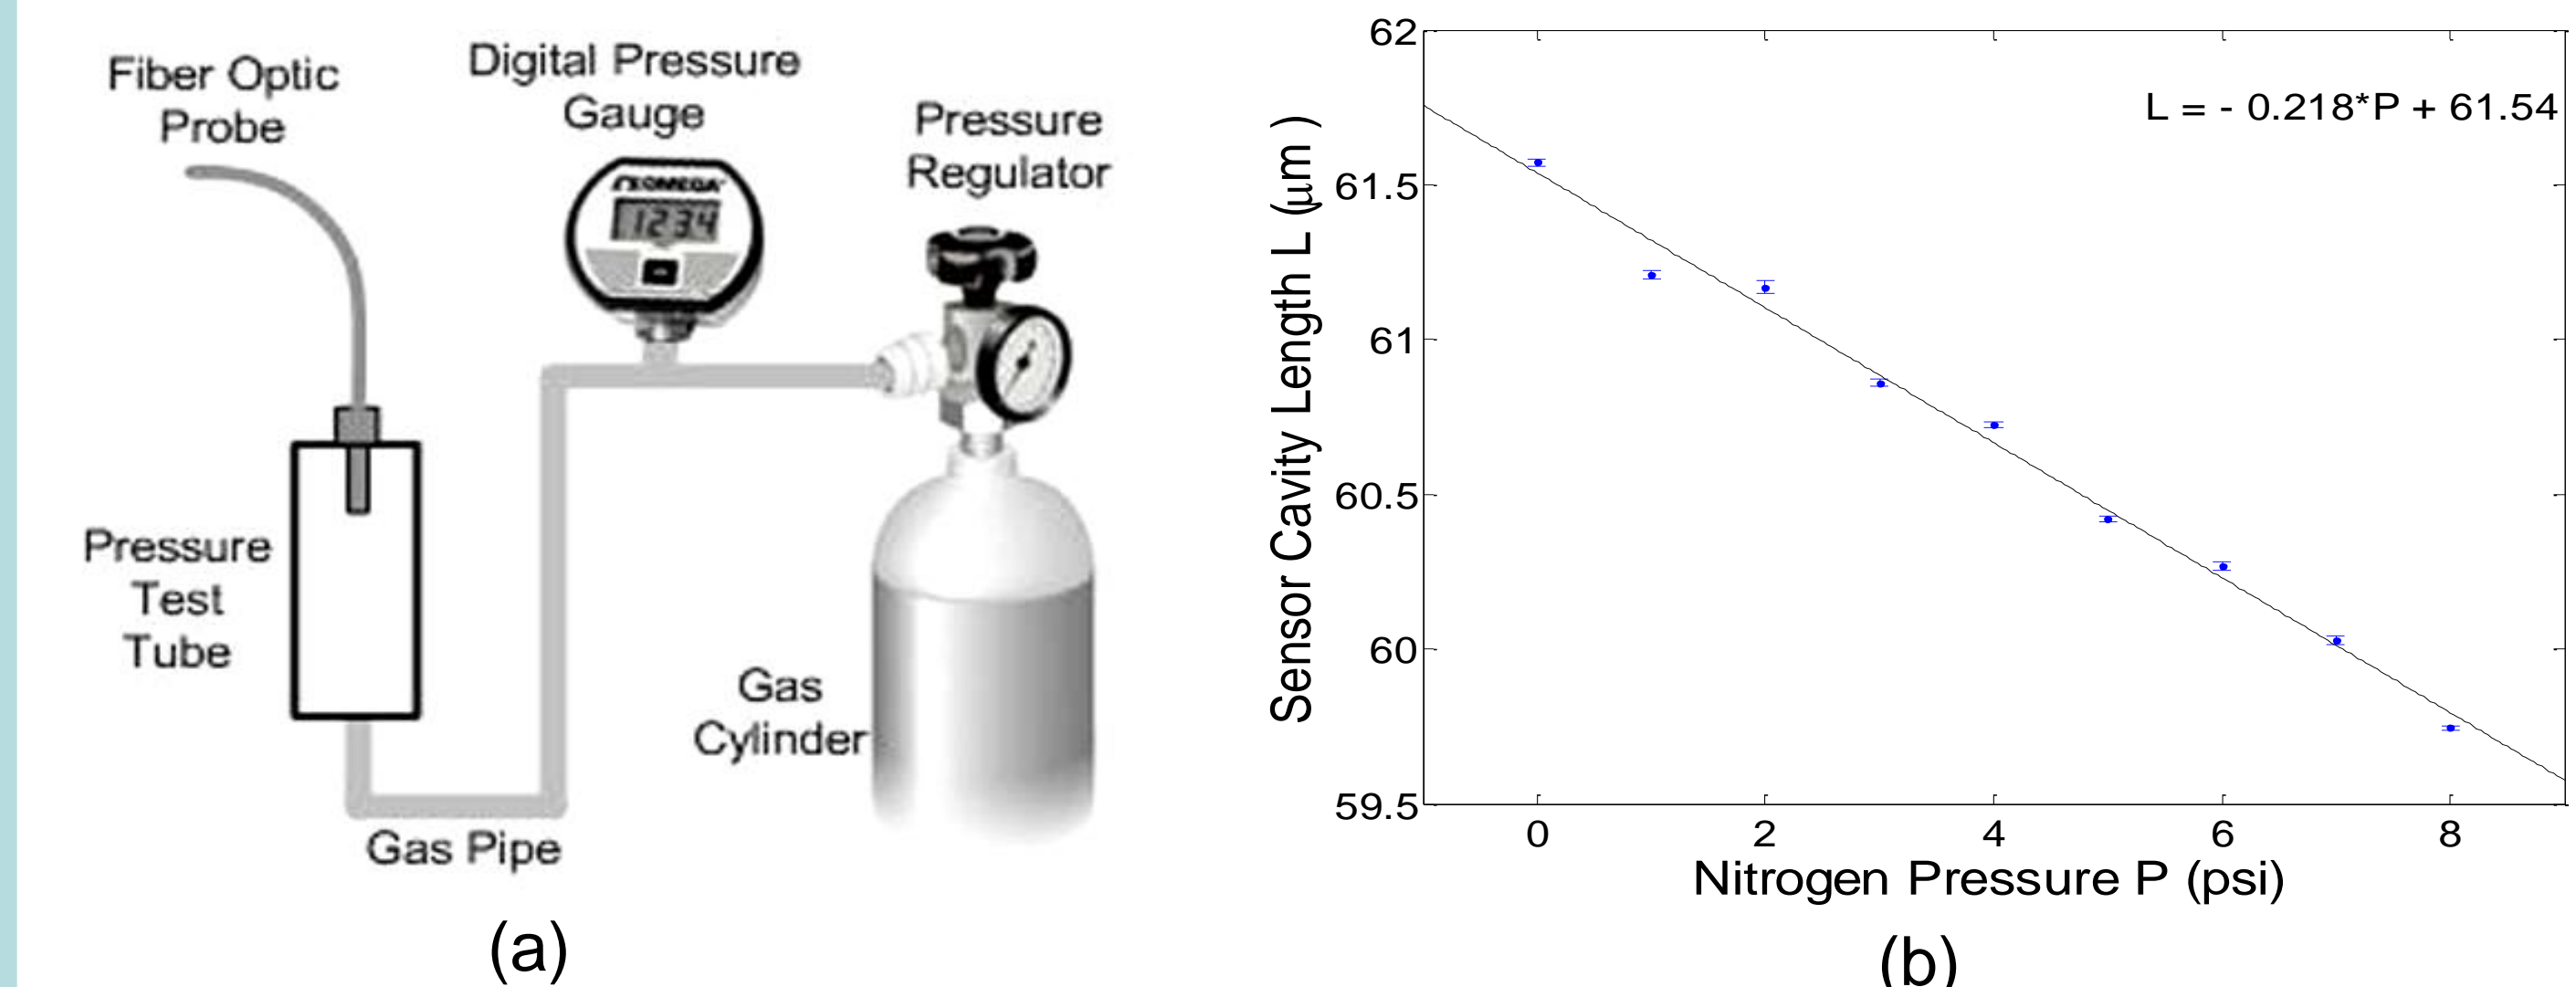 Fiber Optic
Probe
Digital Pressure
Gauge
Pressure
Regulator
OMEGA
1234
Pressure
Test
Tube
Gas
Cylinder
Gas Pipe
(a)
62
61.5
61
60.5
60
59.5
Sensor Cavity Length L (μm )
L = - 0.218*P + 61.54
0
2
4
6
8
Nitrogen Pressure P (psi)
(b)